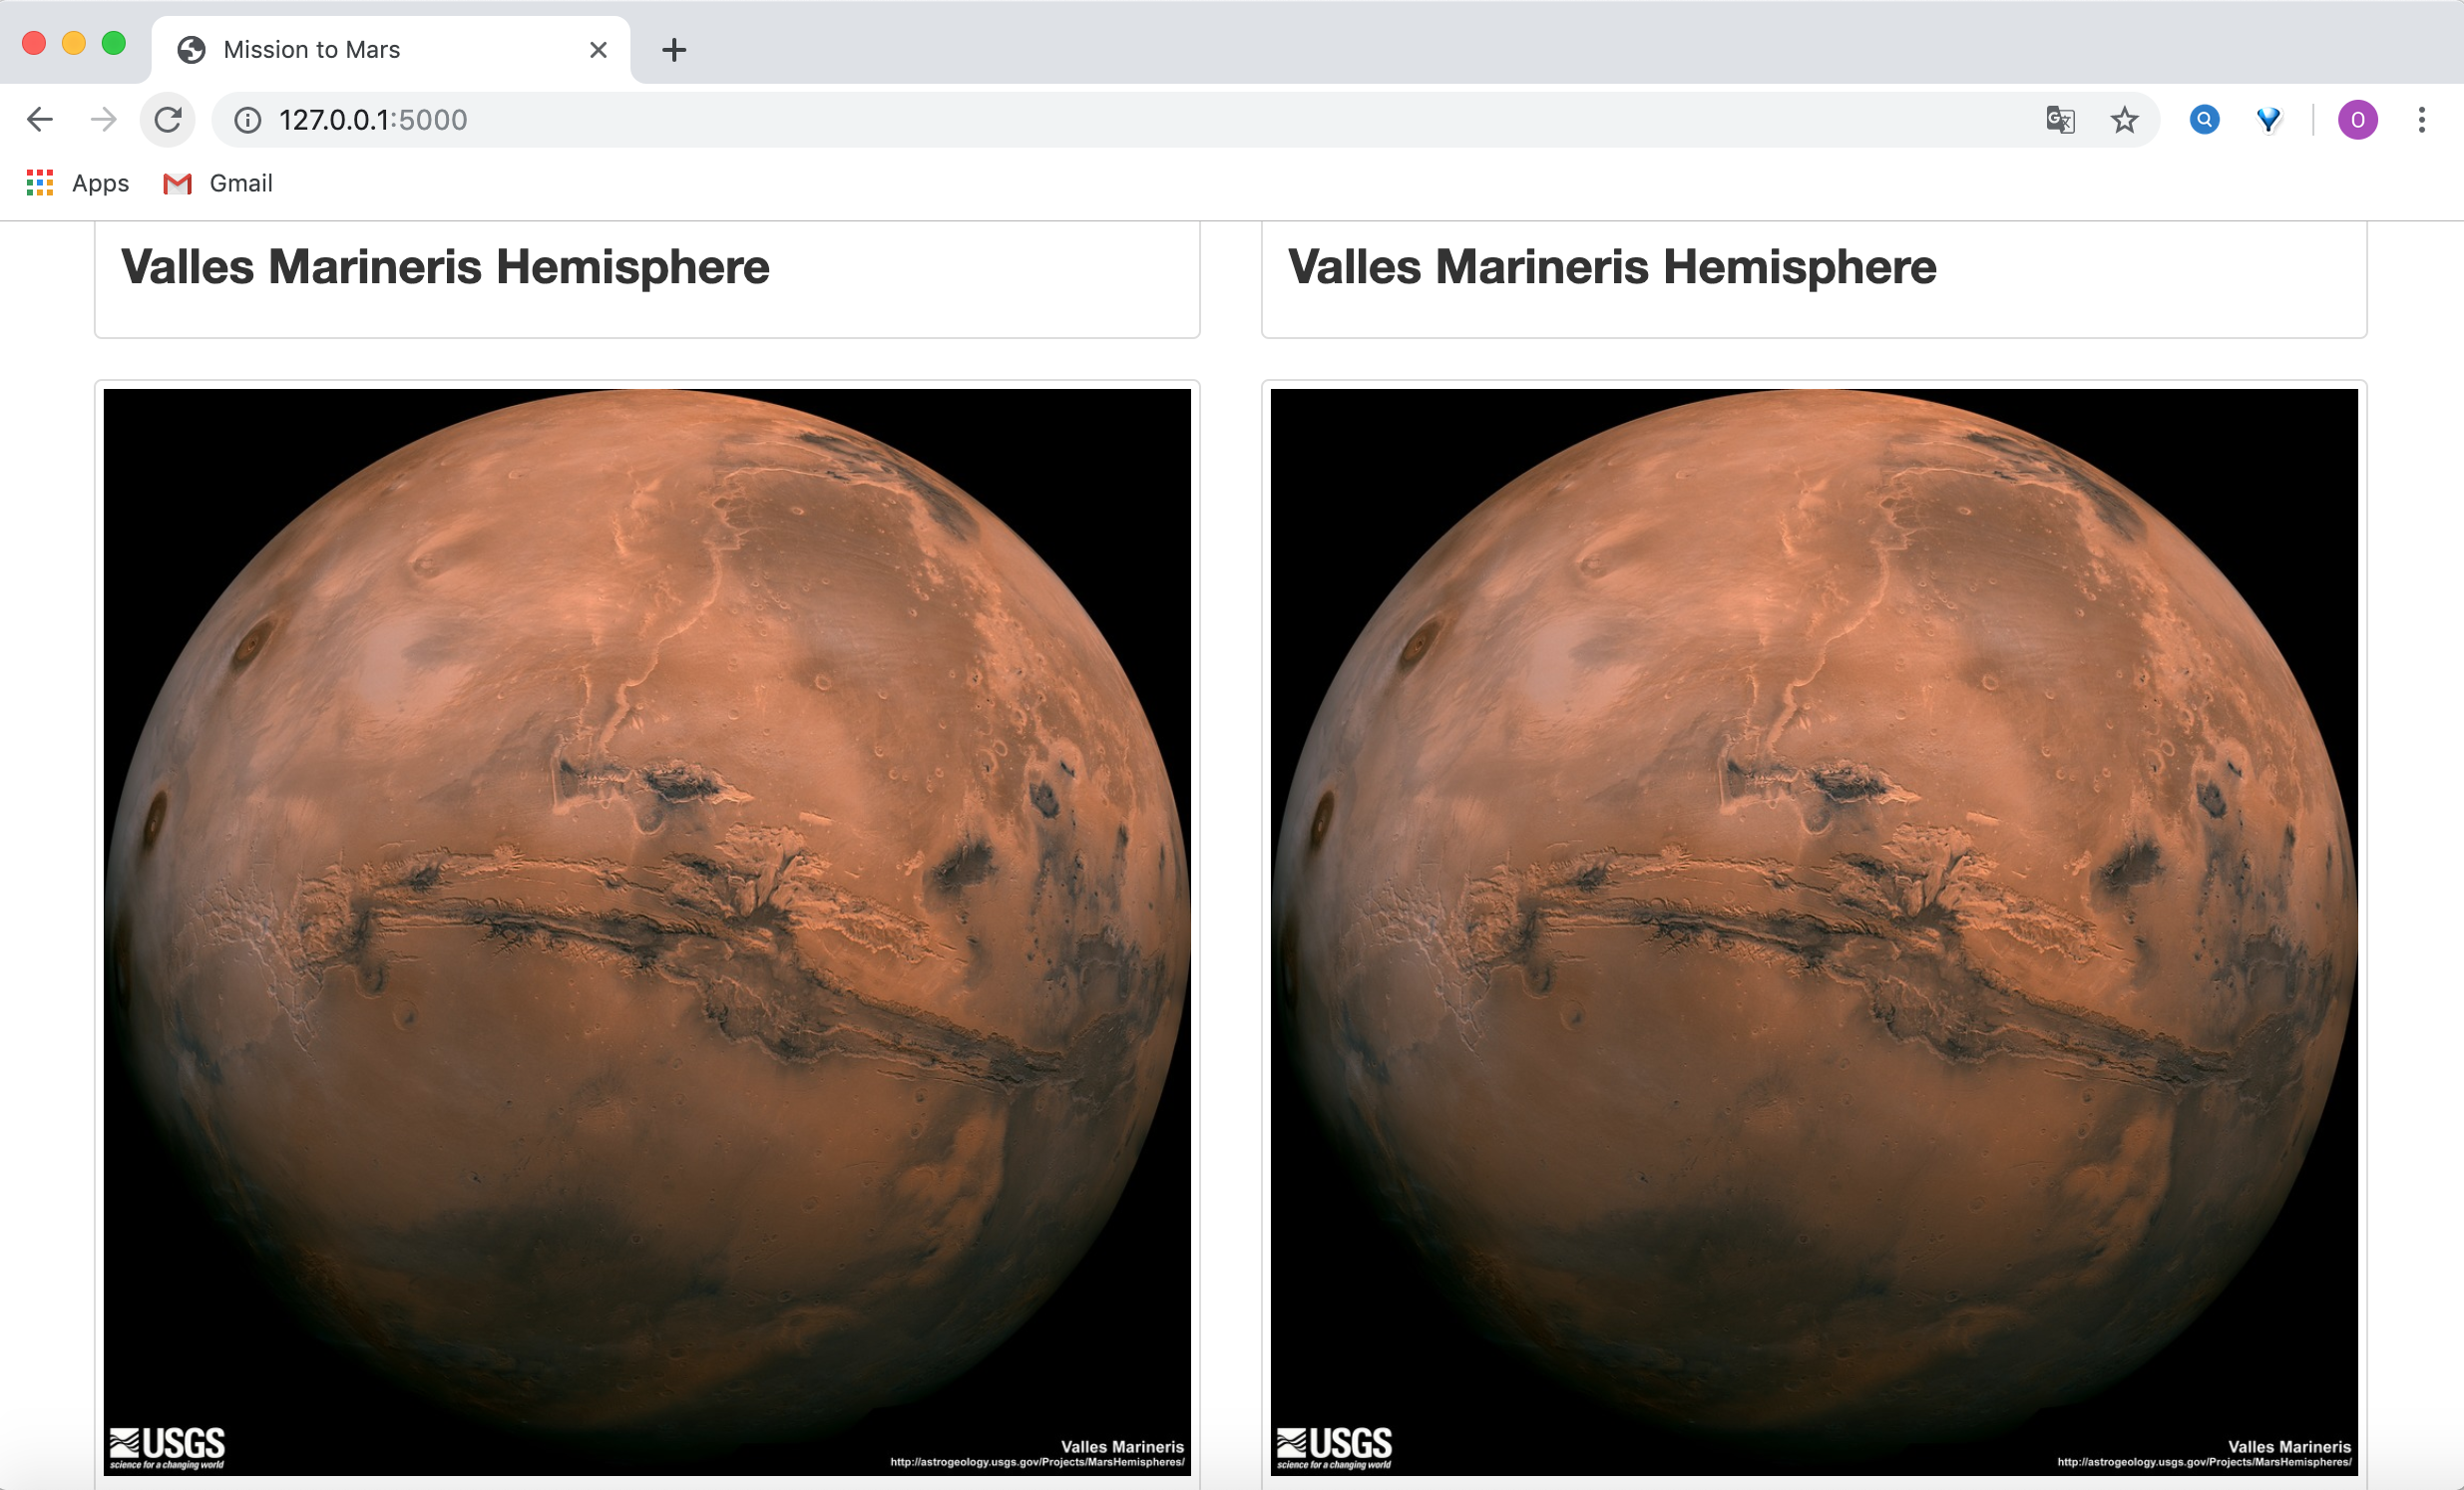 Mission to Mars
127.0.0.1:5000
O
Apps
Gmail
Valles Marineris Hemisphere
Valles Marineris Hemisphere
USGS
science for a changing world
Valles Marineris
http://astrogeology.usgs.gov/Projects/MarsHemispheres/
USGS
science for a changing world
Valles Marineris
http://astrogeology.usgs.gov/Projects/MarsHemispheres/